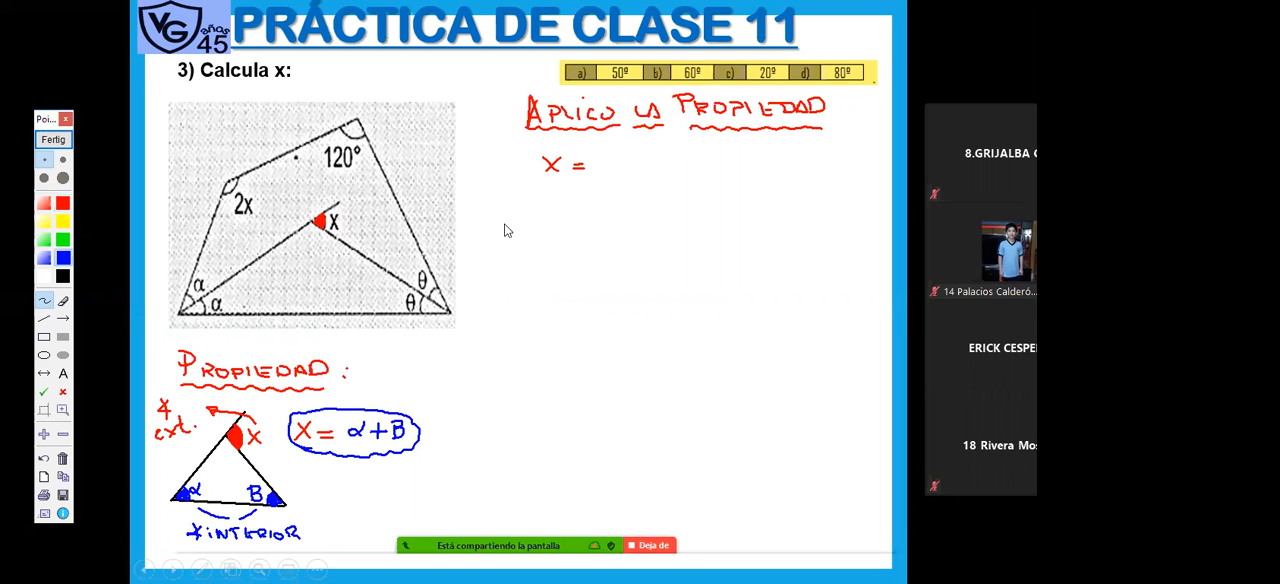 VG
años
45
PRÁCTICA DE CLASE 11
3) Calcula x:
a) 50º b) 60º c) 20º d) 80º
APLICO LA PROPIEDAD
X =
120°
2x
x
α
α
θ
θ
PROPIEDAD :
∡
ext.
X
X = α+B
α
B
∡ INTERIOR
Está compartiendo la pantalla
Deja de
Poi...
Fertig
A
8.GRIJALBA
14 Palacios Calderó...
ERICK CESPE
18 Rivera Mos